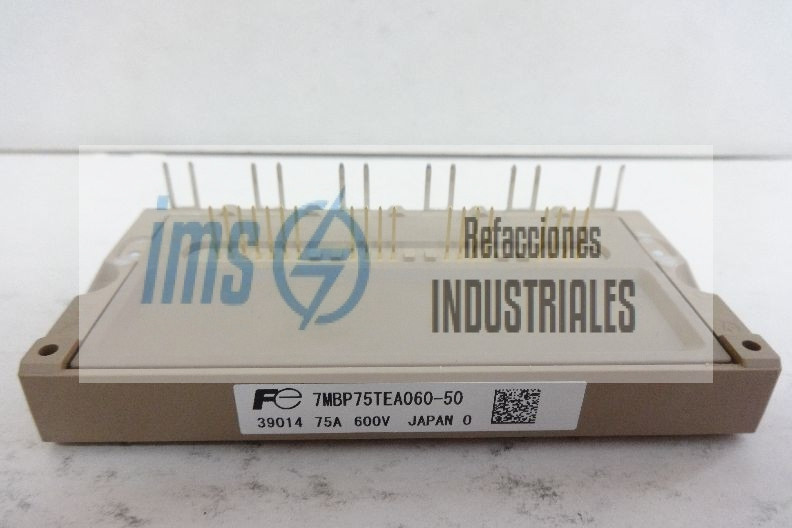 Ims
Refacciones
INDUSTRIALES
Fe 7MBP75TEA060-50
39014 75A 600V JAPAN 0